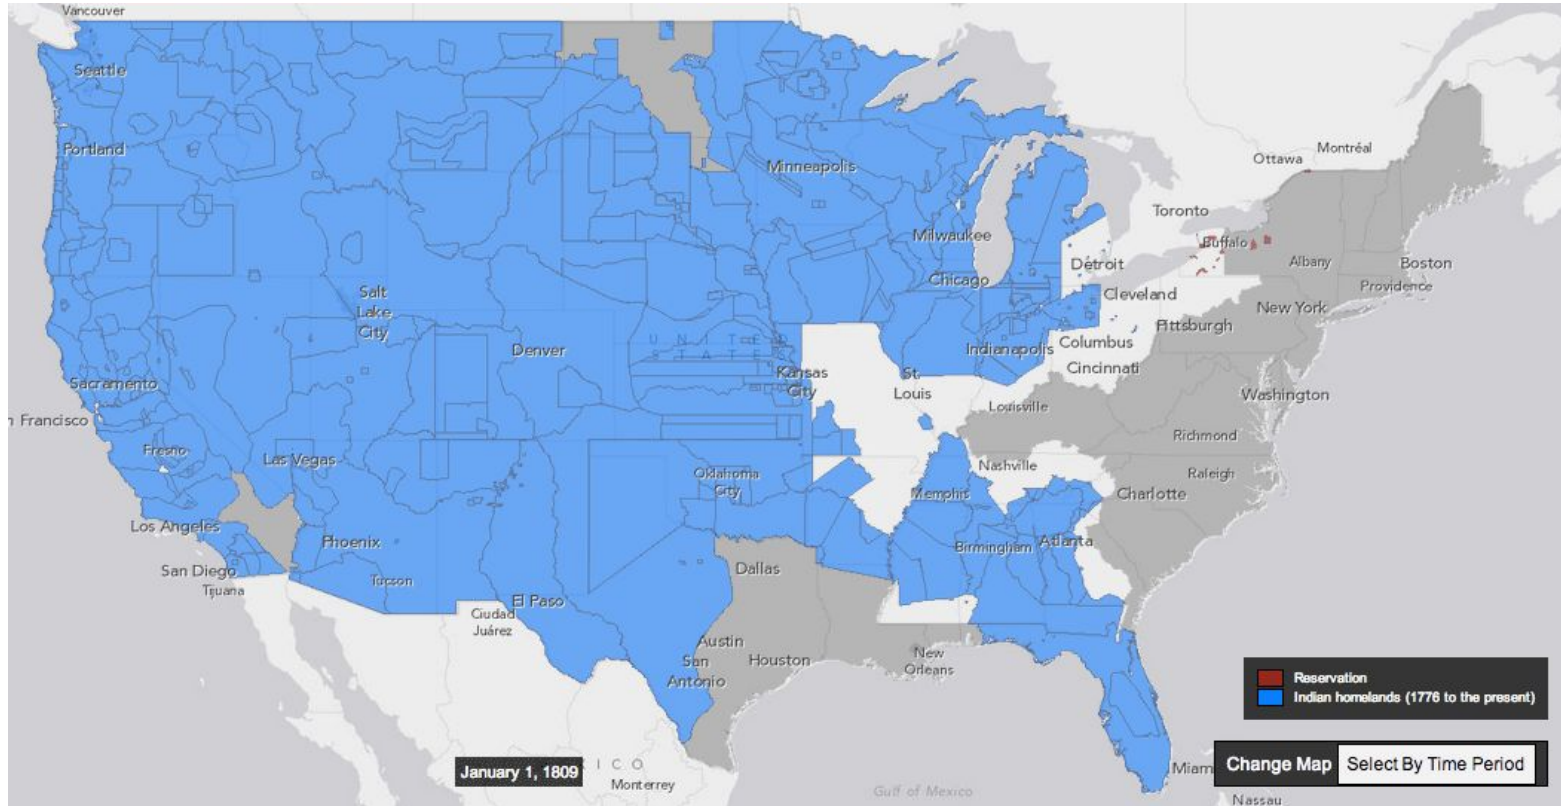 Vancouver
Seattle
Portland
Minneapolis
Ottawa
Montréal
Toronto
Buffalo
Milwaukee
Detroit
Albany
Boston
Chicago
Cleveland
Providence
Salt
Lake
City
New York
Pittsburgh
UNITED
STATES
Denver
Indianapolis
Columbus
Cincinnati
Sacramento
Kansas
City
St.
Louis
Washington
n Francisco
Louisville
Fresno
Las Vegas
Richmond
Nashville
Raleigh
Oklahoma
City
Memphis
Charlotte
Los Angeles
Phoenix
Birmingham
Atlanta
San Diego
Tijuana
Tucson
Dallas
El Paso
Ciudad
Juárez
Austin
San
Antonio
Houston
New
Orleans
Reservation
Indian homelands (1776 to the present)
January 1, 1809
ICO
Monterrey
Gulf of Mexico
Miam
Change Map
Select By Time Period
Nassau